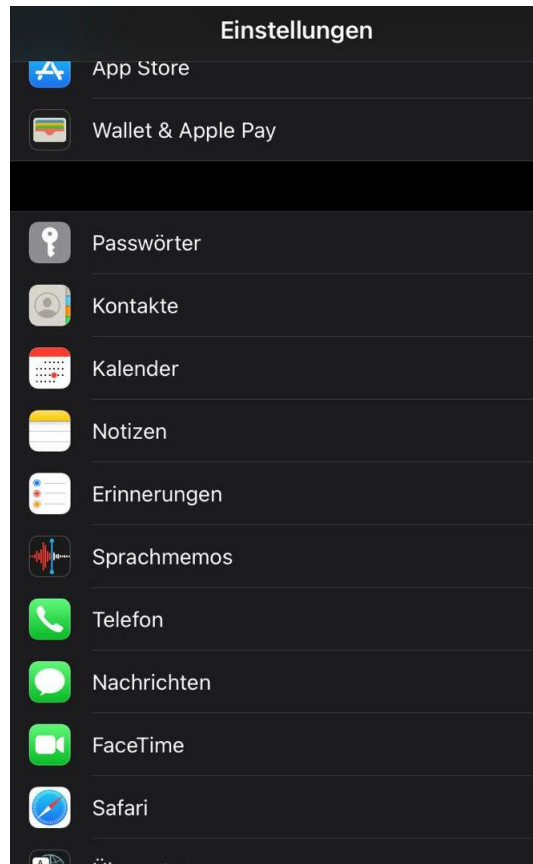 Einstellungen
App Store
Wallet & Apple Pay
Passwörter
Kontakte
Kalender
Notizen
Erinnerungen
Sprachmemos
Telefon
Nachrichten
FaceTime
Safari